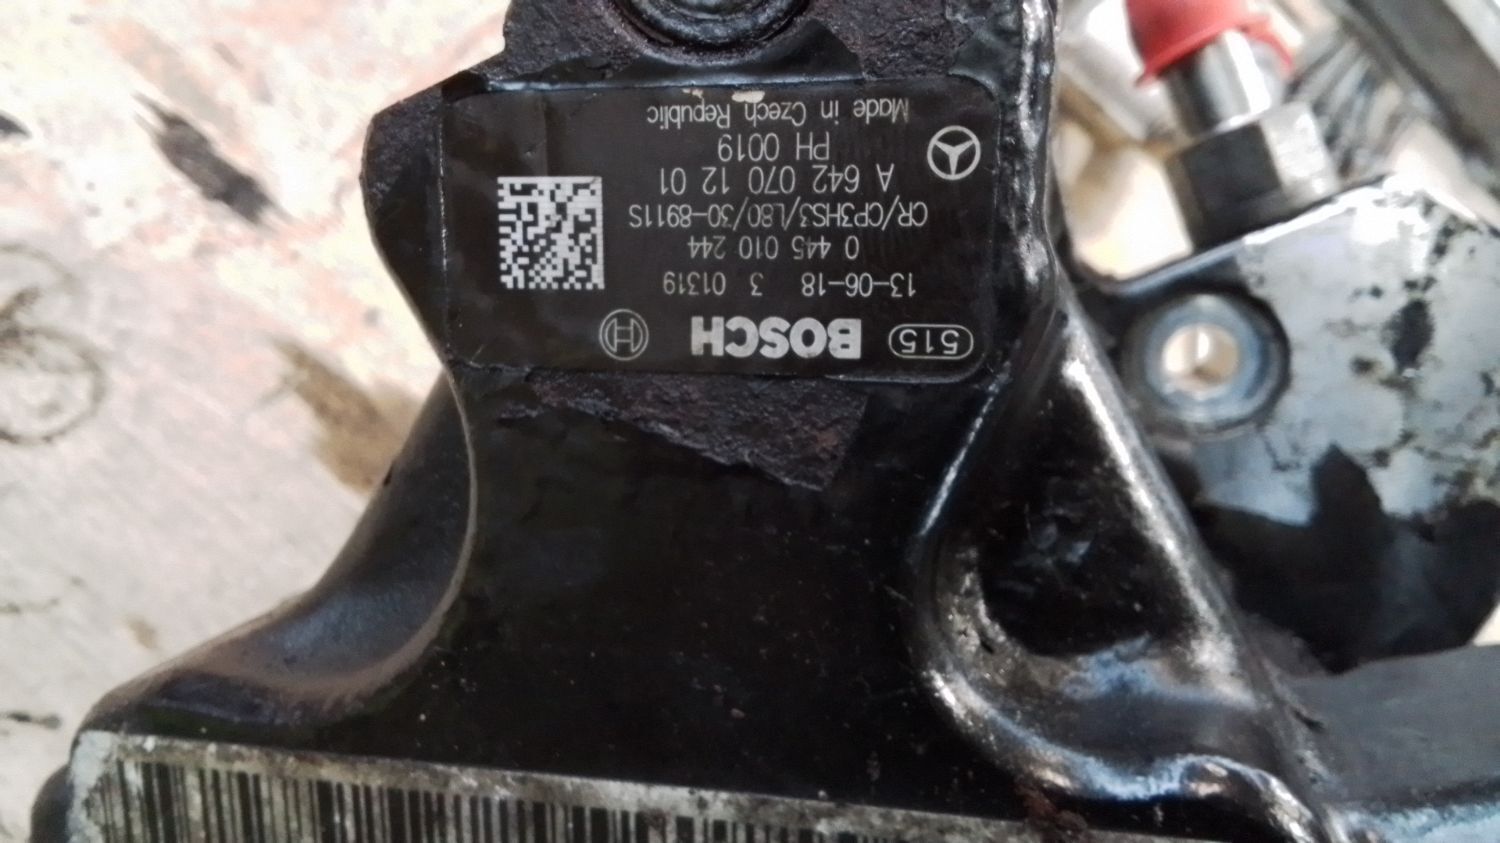 515 BOSCH
13-06-18 3 01319
0 445 010 244
CR/CP3HS3/L80/30-8911S
A 642 070 12 01
PH 0019
Made in Czech Republic